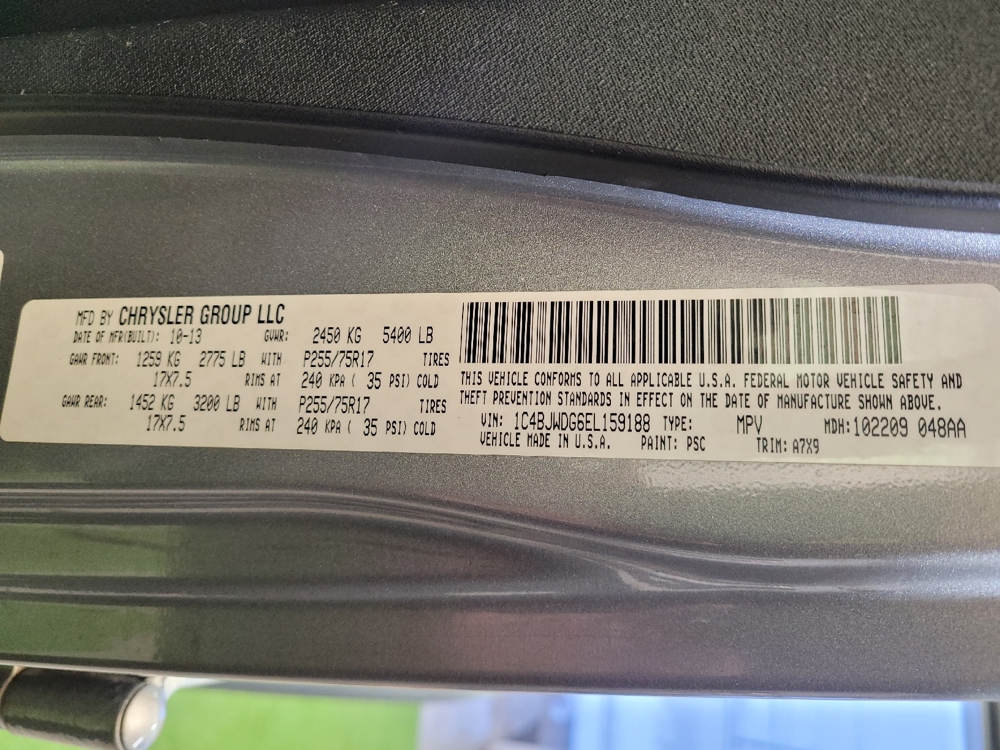 MFD BY CHRYSLER GROUP LLC
DATE OF MFR(BUILT): 10-13 GVWR: 2450 KG 5400 LB
GAWR FRONT: 1259 KG 2775 LB WITH P255/75R17 TIRES
17X7.5 RIMS AT 240 KPA ( 35 PSI) COLD
GAWR REAR: 1452 KG 3200 LB WITH P255/75R17 TIRES
17X7.5 RIMS AT 240 KPA ( 35 PSI) COLD
THIS VEHICLE CONFORMS TO ALL APPLICABLE U.S.A. FEDERAL MOTOR VEHICLE SAFETY AND
THEFT PREVENTION STANDARDS IN EFFECT ON THE DATE OF MANUFACTURE SHOWN ABOVE.
VIN: 1C4BJWDG6EL159188 TYPE: MPV MDH:102209 048AA
VEHICLE MADE IN U.S.A. PAINT: PSC TRIM: A7X9